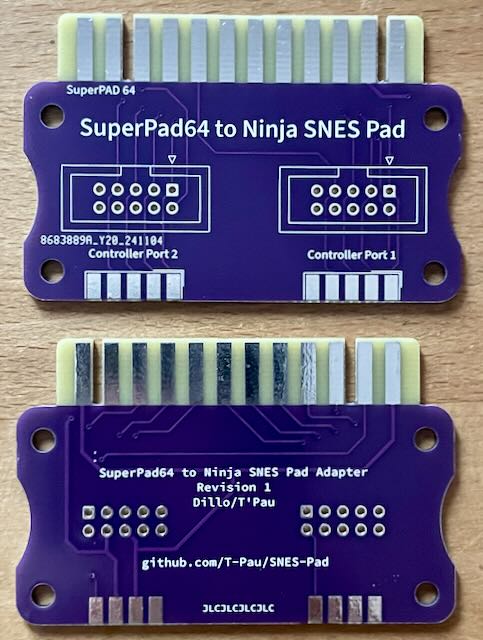 SuperPAD 64
SuperPad64 to Ninja SNES Pad
8683889A_Y20_241104
Controller Port 2
Controller Port 1
SuperPad64 to Ninja SNES Pad Adapter
Revision 1
Dillo/T'Pau
github.com/T-Pau/SNES-Pad
JLCJLCJLCJLC